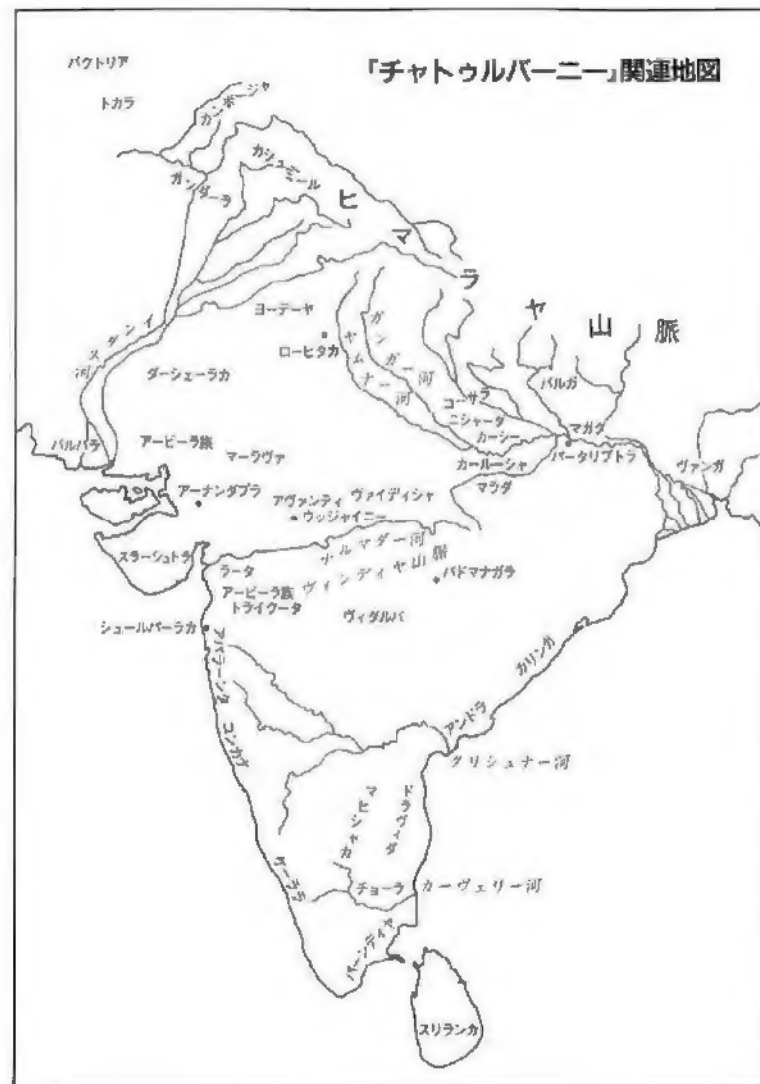 『チャトゥルバーニー』関連地図
バクトリア
トカラ
カンボージャ
ガンダーラ
カシュミール
ヒマラヤ山脈
インダス河
ヨーデーヤ
ローヒタカ
ヤムナー河
ガンガー河
ダーシェーラカ
コーサラ
ニシャーダ
カーシー
バルガ
マガダ
パータリプトラ
ヴァンガ
バルバラ
アービーラ族
マーラヴァ
カールーシャ
マラダ
アーナンダプラ
アヴァンティ
ヴァイディシャ
ウッジャイニー
スラーシュトラ
ナルマダー河
ヴィンディヤ山脈
ラータ
アービーラ族
トライクータ
パドマナガラ
ヴィダルバ
シュールパーラカ
アパラーンタ
コンカナ
カリンガ
アンドラ
クリシュナー河
マヒシャカ
ドラヴィダ
ケーララ
チョーラ
カーヴェリー河
パーンディヤ
スリランカ